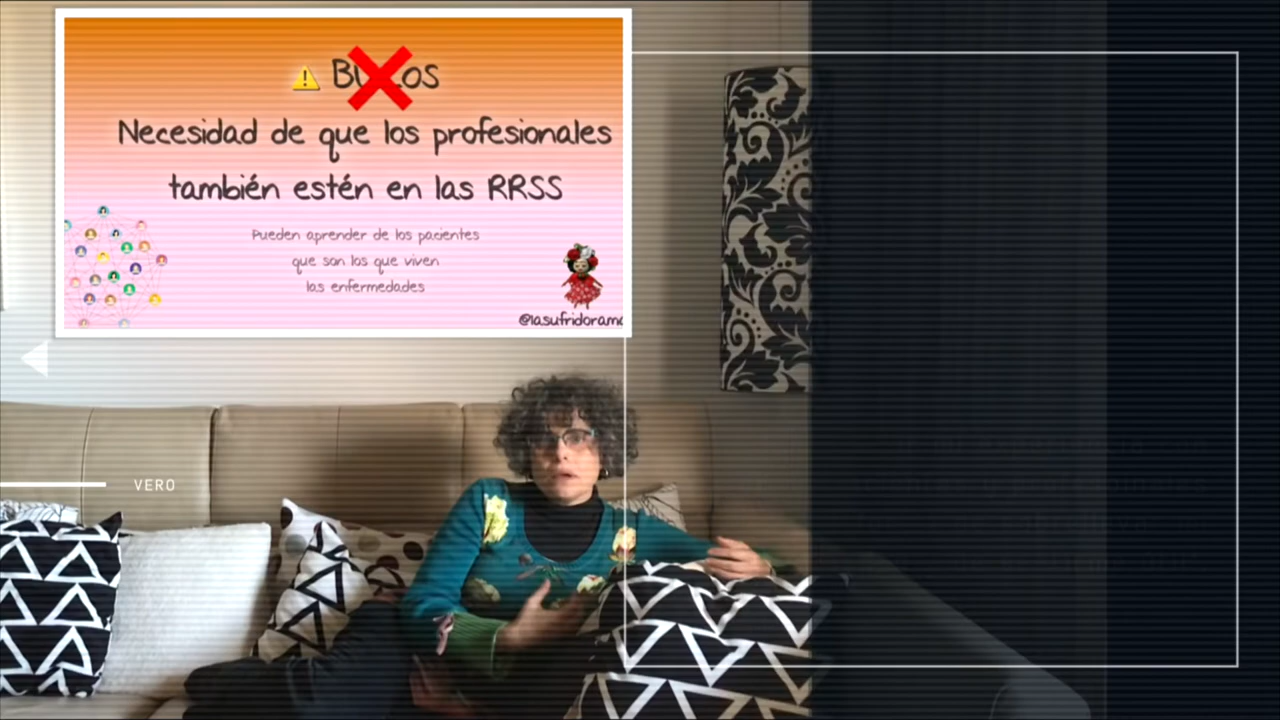 ⚠ BULOS
Necesidad de que los profesionales
también estén en las RRSS
Pueden aprender de los pacientes
que son los que viven
las enfermedades
@lasufridorama
VERO